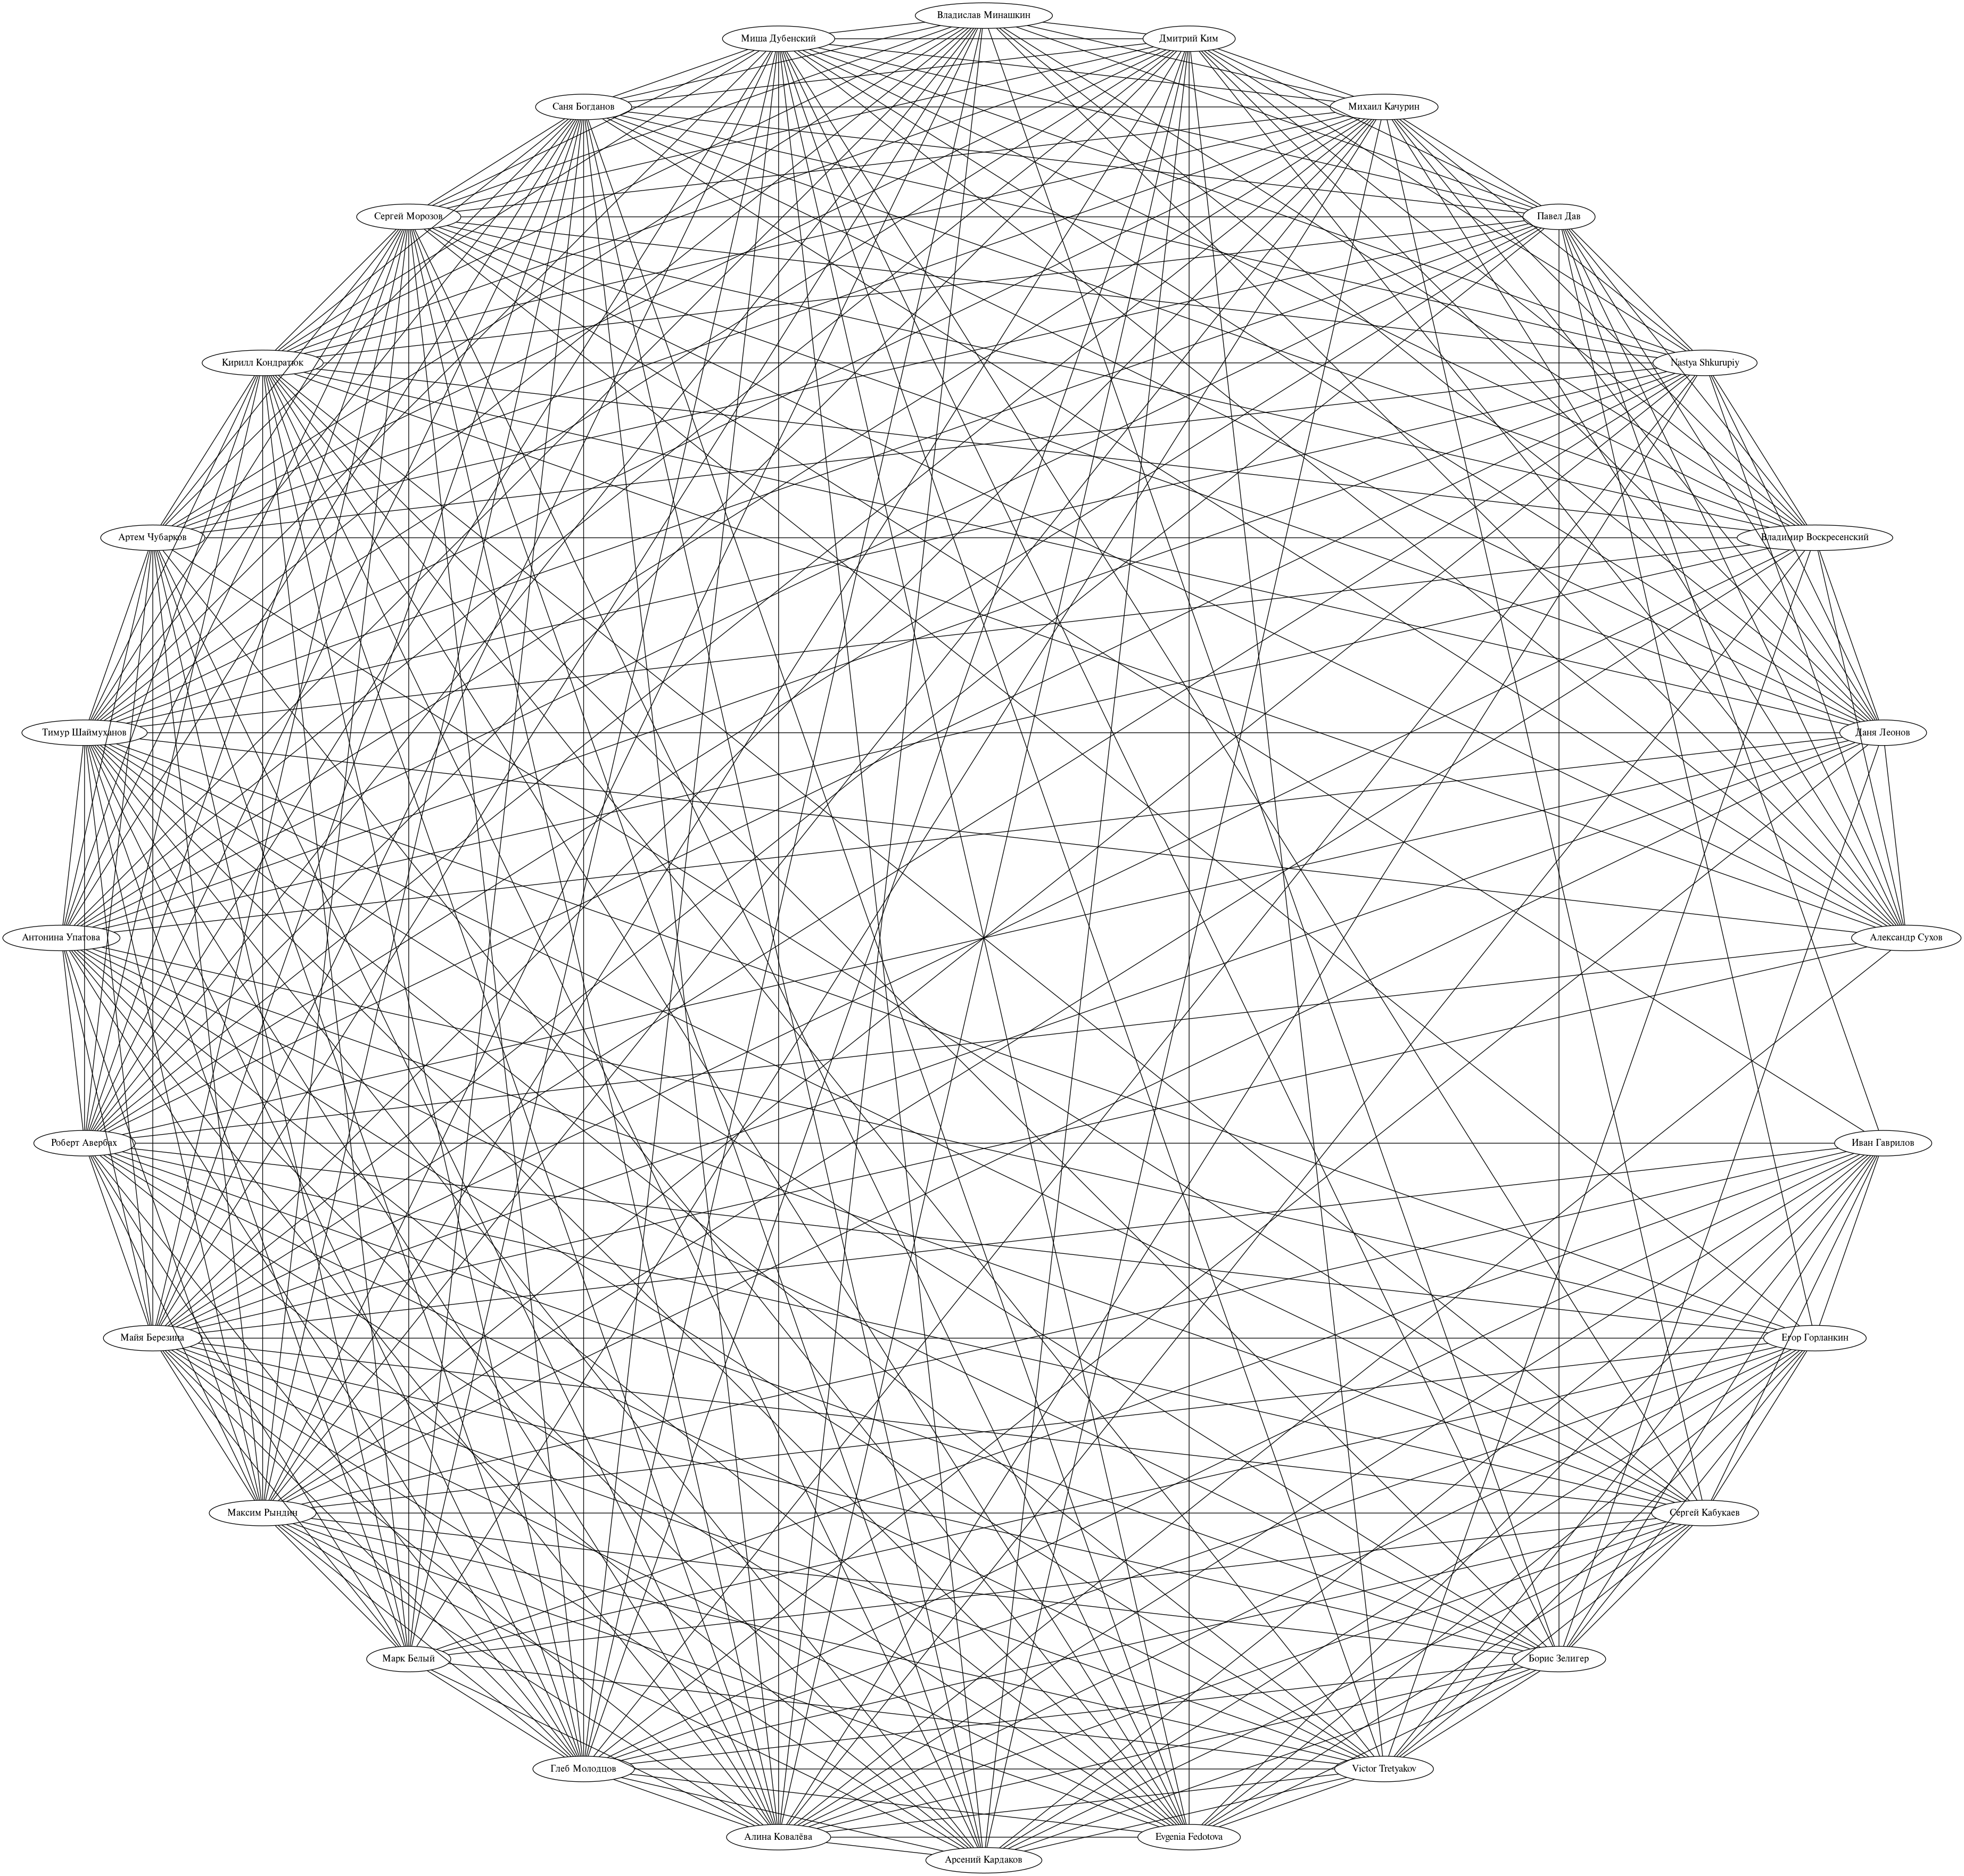 Владислав Минашкин
Миша Дубенский
Дмитрий Ким
Саня Богданов
Михаил Качурин
Сергей Морозов
Павел Дав
Кирилл Кондратюк
Nastya Shkurupiy
Артем Чубарков
Владимир Воскресенский
Тимур Шаймуханов
Даня Леонов
Антонина Упатова
Александр Сухов
Роберт Авербах
Иван Гаврилов
Майя Березина
Егор Горланкин
Максим Рындин
Сергей Кабукаев
Марк Белый
Борис Зелигер
Глеб Молодцов
Victor Tretyakov
Алина Ковалёва
Evgenia Fedotova
Арсений Кардаков